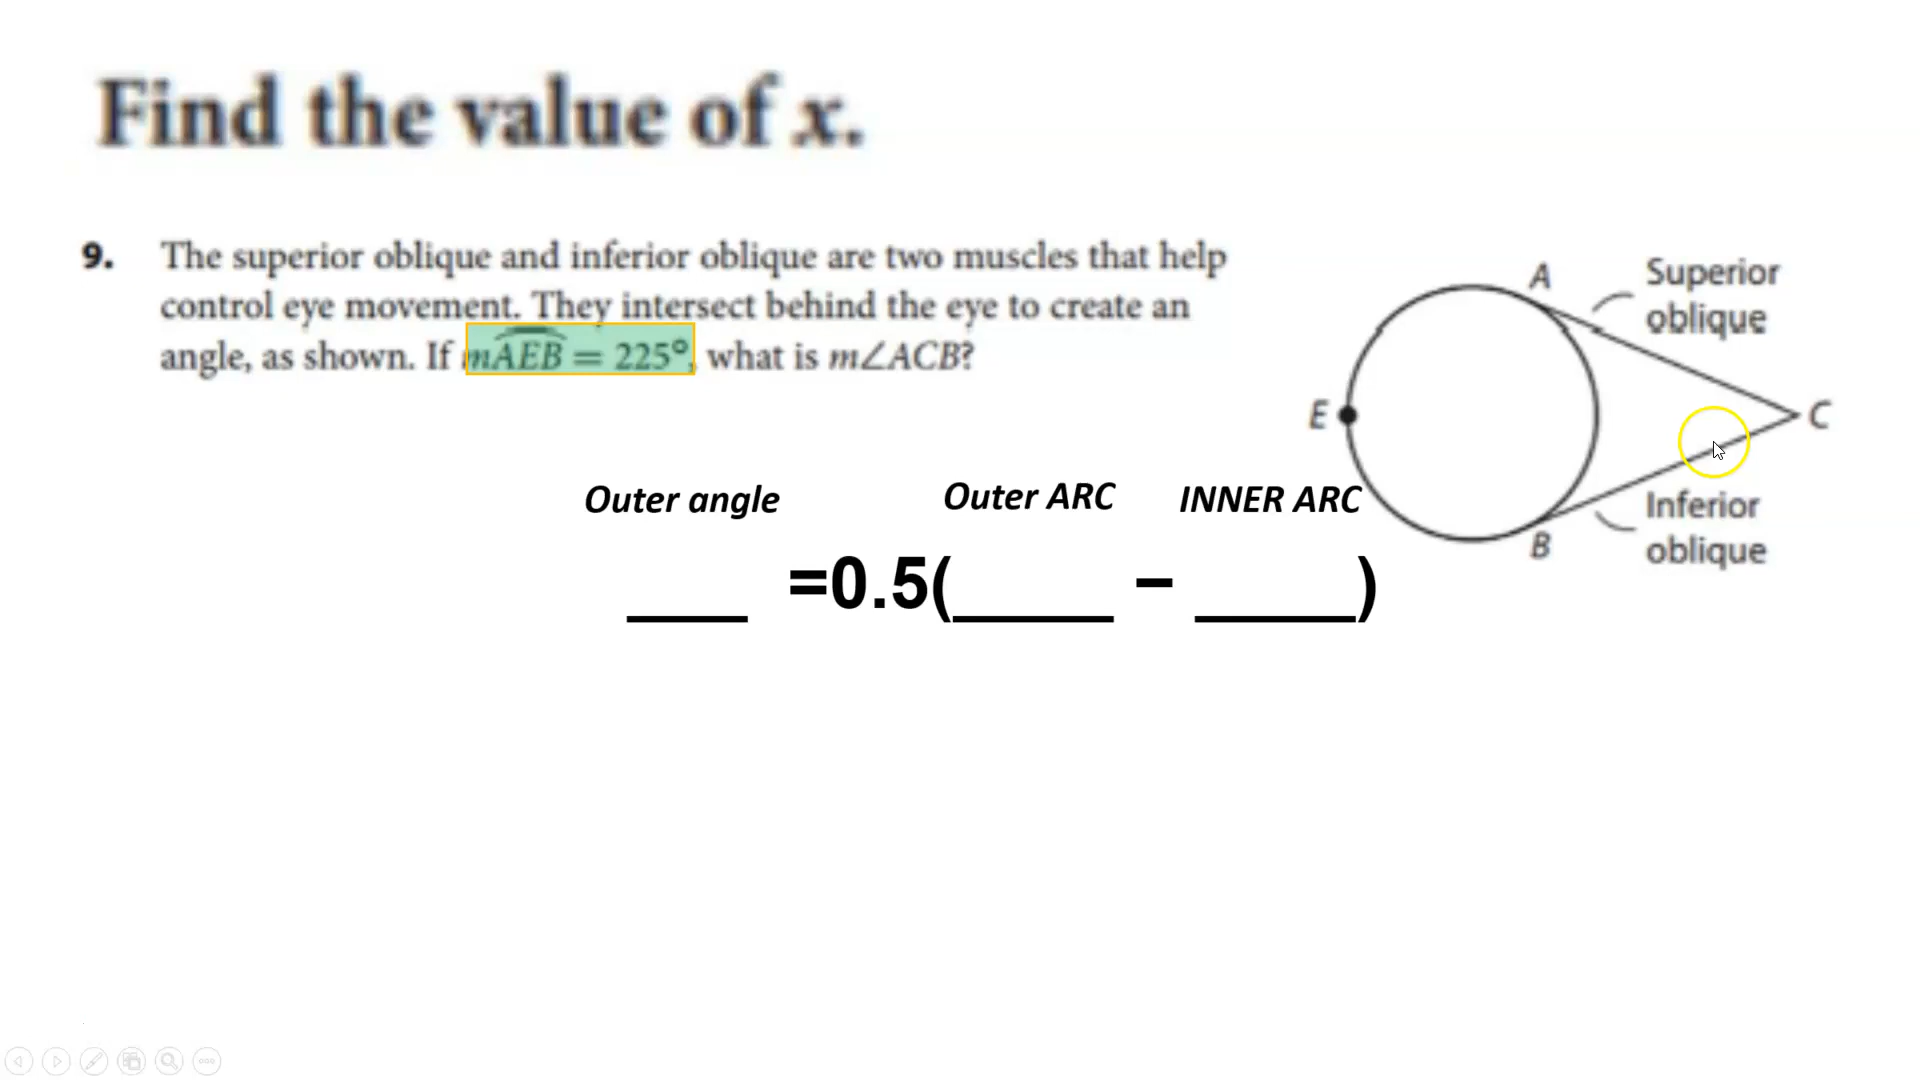 Find the value of x.
9. The superior oblique and inferior oblique are two muscles that help
control eye movement. They intersect behind the eye to create an
angle, as shown. If mAEB = 225°, what is m∠ACB?
A
Superior
oblique
E
C
Inferior
oblique
B
Outer angle Outer ARC INNER ARC
___ =0.5(____ – ____)